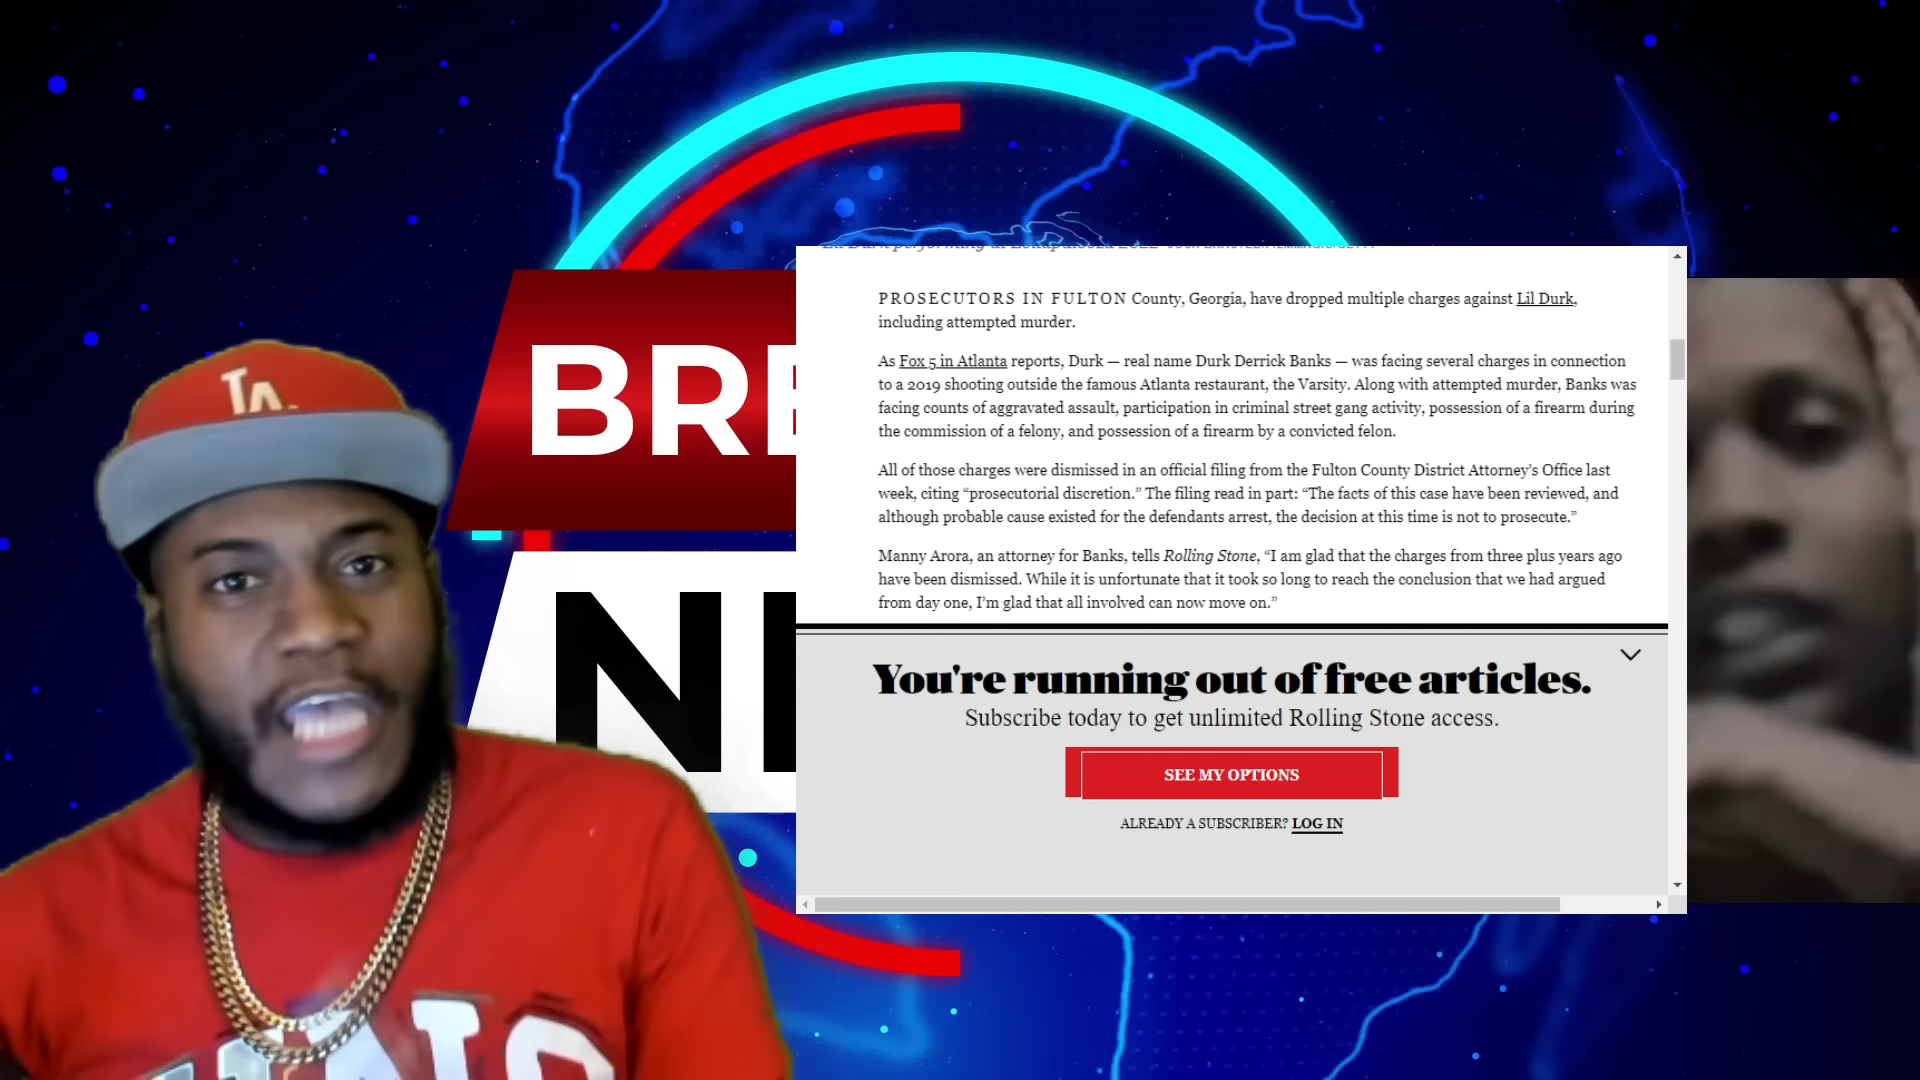 TA.
BRE
PROSECUTORS IN FULTON County, Georgia, have dropped multiple charges against Lil Durk,
including attempted murder.
As Fox 5 in Atlanta reports, Durk — real name Durk Derrick Banks — was facing several charges in connection
to a 2019 shooting outside the famous Atlanta restaurant, the Varsity. Along with attempted murder, Banks was
facing counts of aggravated assault, participation in criminal street gang activity, possession of a firearm during
the commission of a felony, and possession of a firearm by a convicted felon.
All of those charges were dismissed in an official filing from the Fulton County District Attorney’s Office last
week, citing “prosecutorial discretion.” The filing read in part: “The facts of this case have been reviewed, and
although probable cause existed for the defendants arrest, the decision at this time is not to prosecute.”
Manny Arora, an attorney for Banks, tells Rolling Stone, “I am glad that the charges from three plus years ago
have been dismissed. While it is unfortunate that it took so long to reach the conclusion that we had argued
from day one, I’m glad that all involved can now move on.”
You're running out of free articles.
Subscribe today to get unlimited Rolling Stone access.
SEE MY OPTIONS
ALREADY A SUBSCRIBER? LOG IN